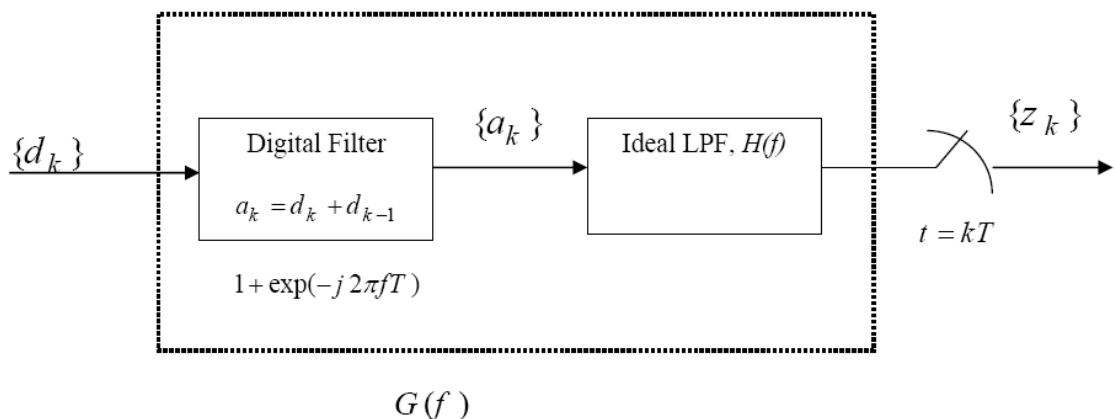 {d_k}
Digital Filter
a_k = d_k + d_{k-1}
1 + exp(-j 2πfT)
{a_k}
Ideal LPF, H(f)
{z_k}
t = kT
G(f)